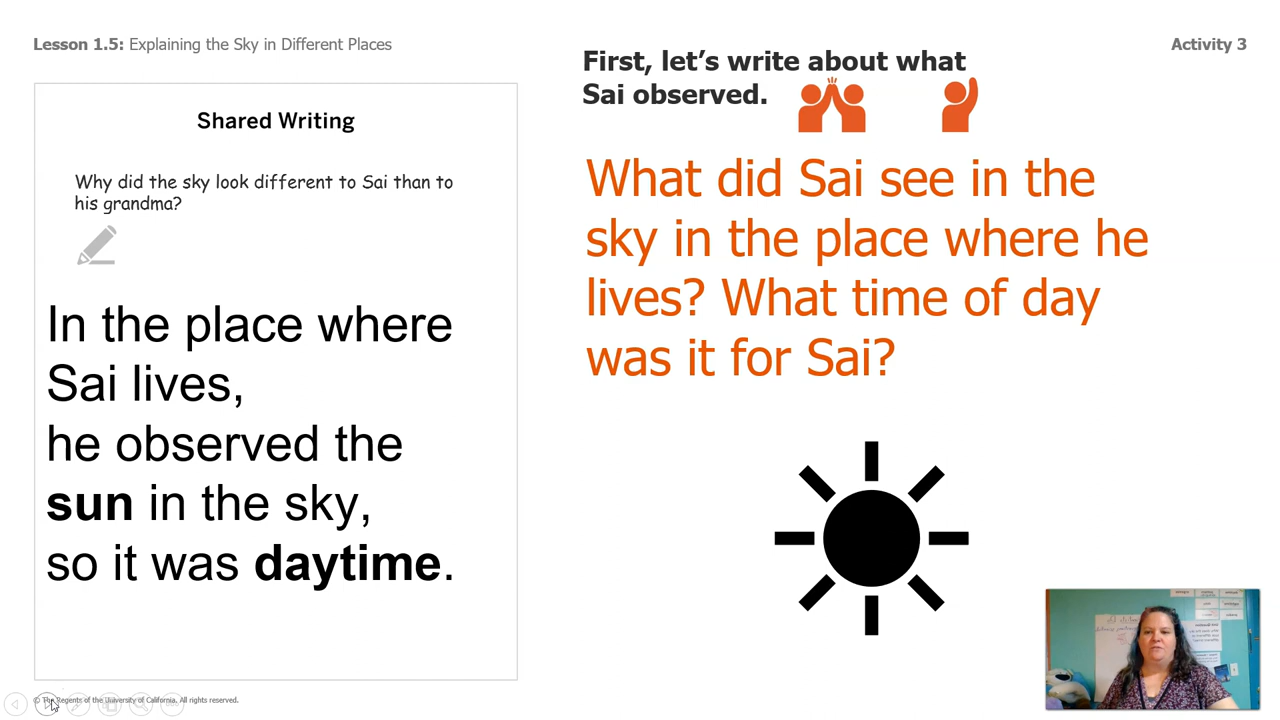 Lesson 1.5: Explaining the Sky in Different Places
Activity 3
Shared Writing
Why did the sky look different to Sai than to
his grandma?
In the place where
Sai lives,
he observed the
sun in the sky,
so it was daytime.
First, let's write about what
Sai observed.
What did Sai see in the
sky in the place where he
lives? What time of day
was it for Sai?
© The Regents of the University of California. All rights reserved.